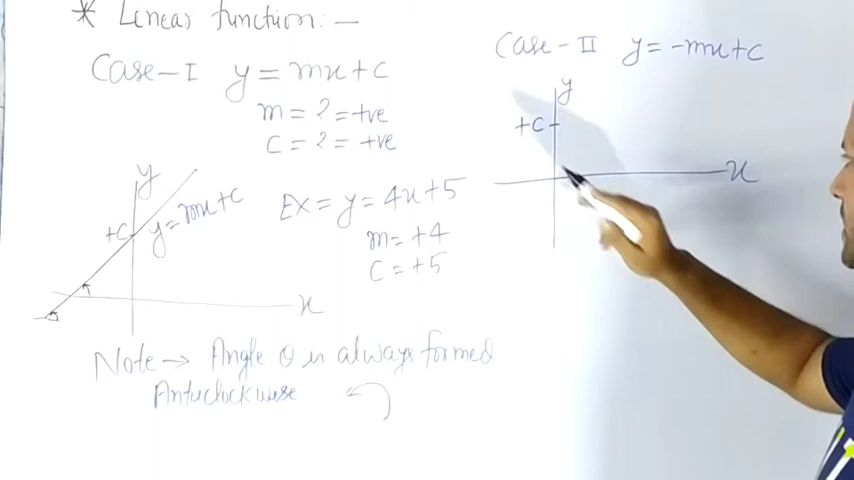 * Linear function:-
Case-I y = mx+c
m = ? = +ve
c = ? = +ve
y
+C
y=mx+c
x
Ex = y = 4x+5
m = +4
c = +5
Note → Angle θ is always formed
Antuclockwise
Case-II y = -mx+c
y
+C
x